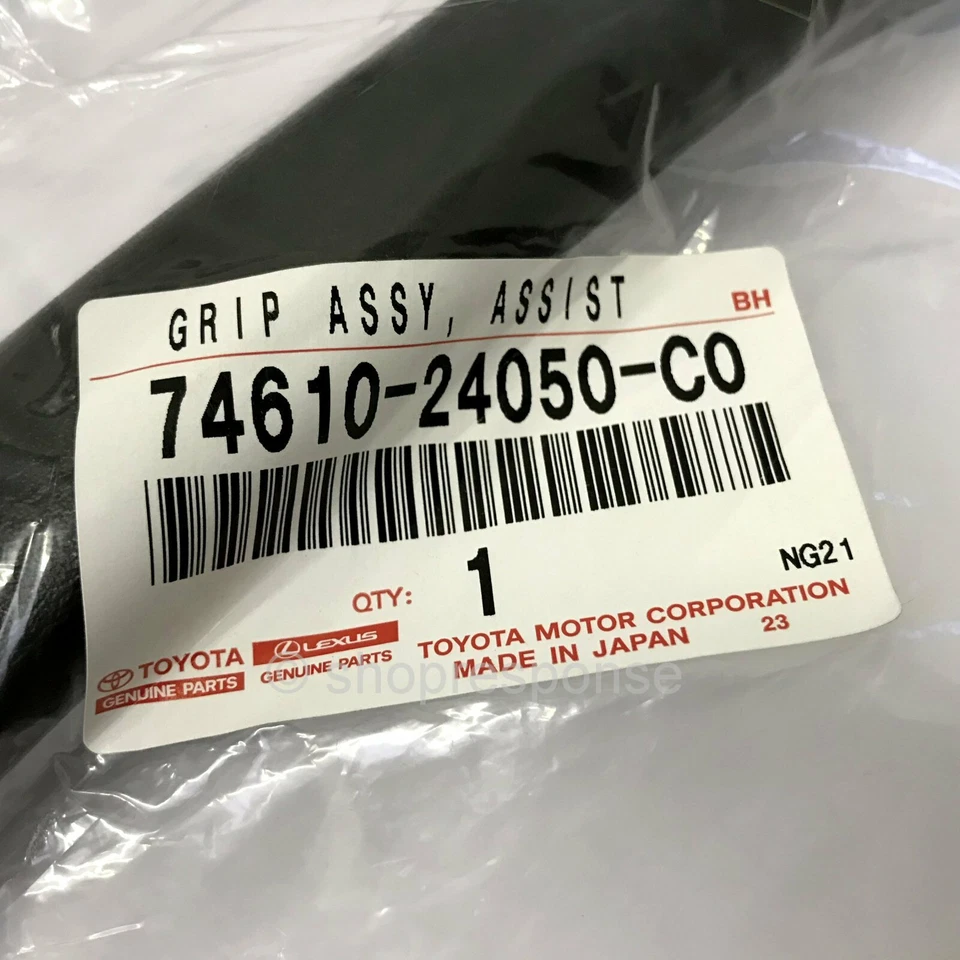 GRIP ASSY, ASSIST BH
74610-24050-C0
QTY: 1 NG21
TOYOTA
GENUINE PARTS
LEXUS
GENUINE PARTS
TOYOTA MOTOR CORPORATION
MADE IN JAPAN 23
© shopresponse